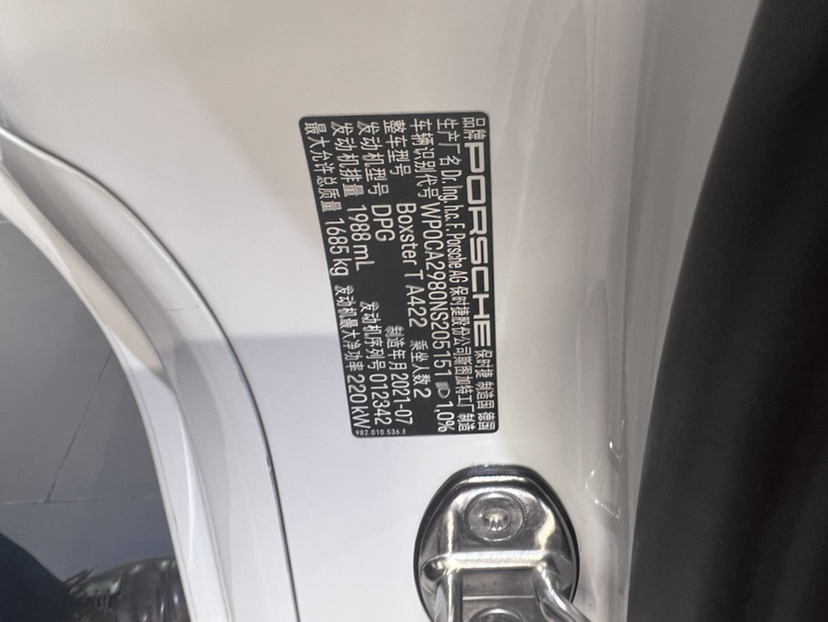 品牌 PORSCHE 保时捷 制造国 德国
生产厂名 Dr.Ing. h.c. F. Porsche AG 保时捷股份公司斯图加特工厂制造
车辆识别代号 WP0CA2980NS205151 1,0%
整车型号 Boxster T A422 乘坐人数 2
发动机型号 DPG 制造年月 2021-07
发动机排量 1988 mL 发动机序列号 012342
最大允许总质量 1685 kg 发动机最大净功率 220 kW
982.010.536.E